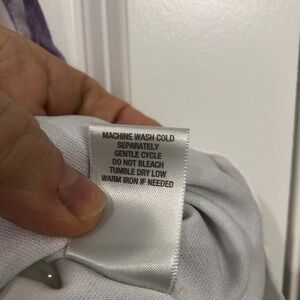 MACHINE WASH COLD
SEPARATELY
GENTLE CYCLE
DO NOT BLEACH
TUMBLE DRY LOW
WARM IRON IF NEEDED